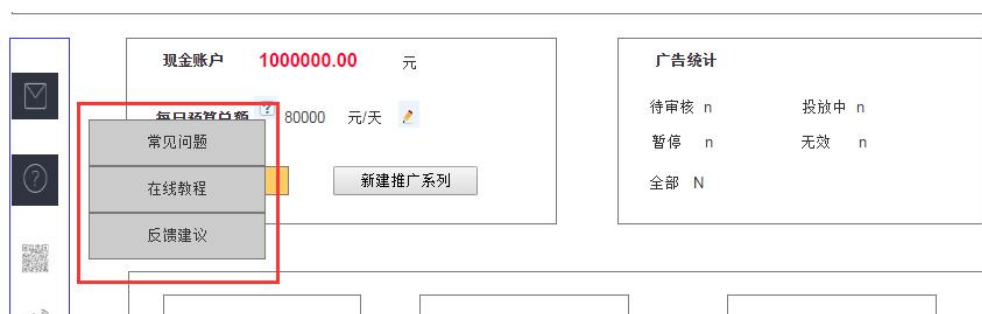 现金账户 1000000.00 元
广告统计
每日预算总额 ? 80000 元/天
待审核 n 投放中 n
常见问题
暂停 n 无效 n
?
在线教程
新建推广系列
全部 N
反馈建议